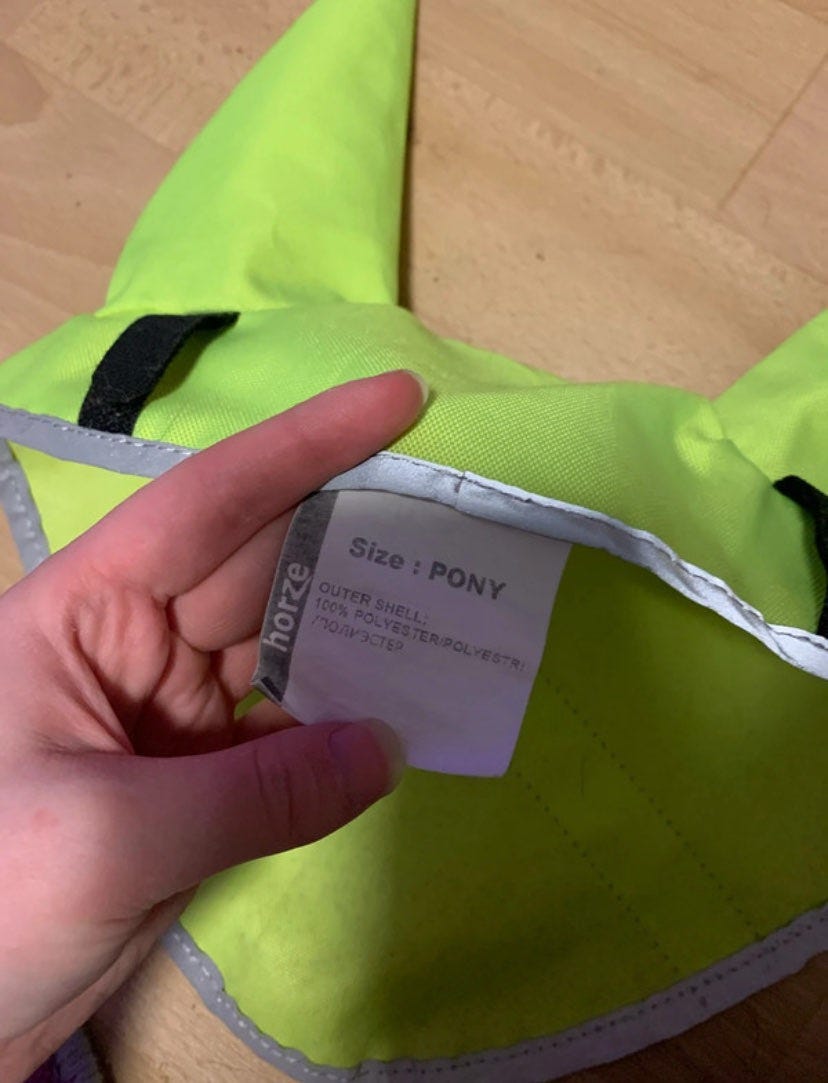 horze
Size : PONY
OUTER SHELL:
100% POLYESTER/POLYESTRI
/ПОЛИЭСТЕР